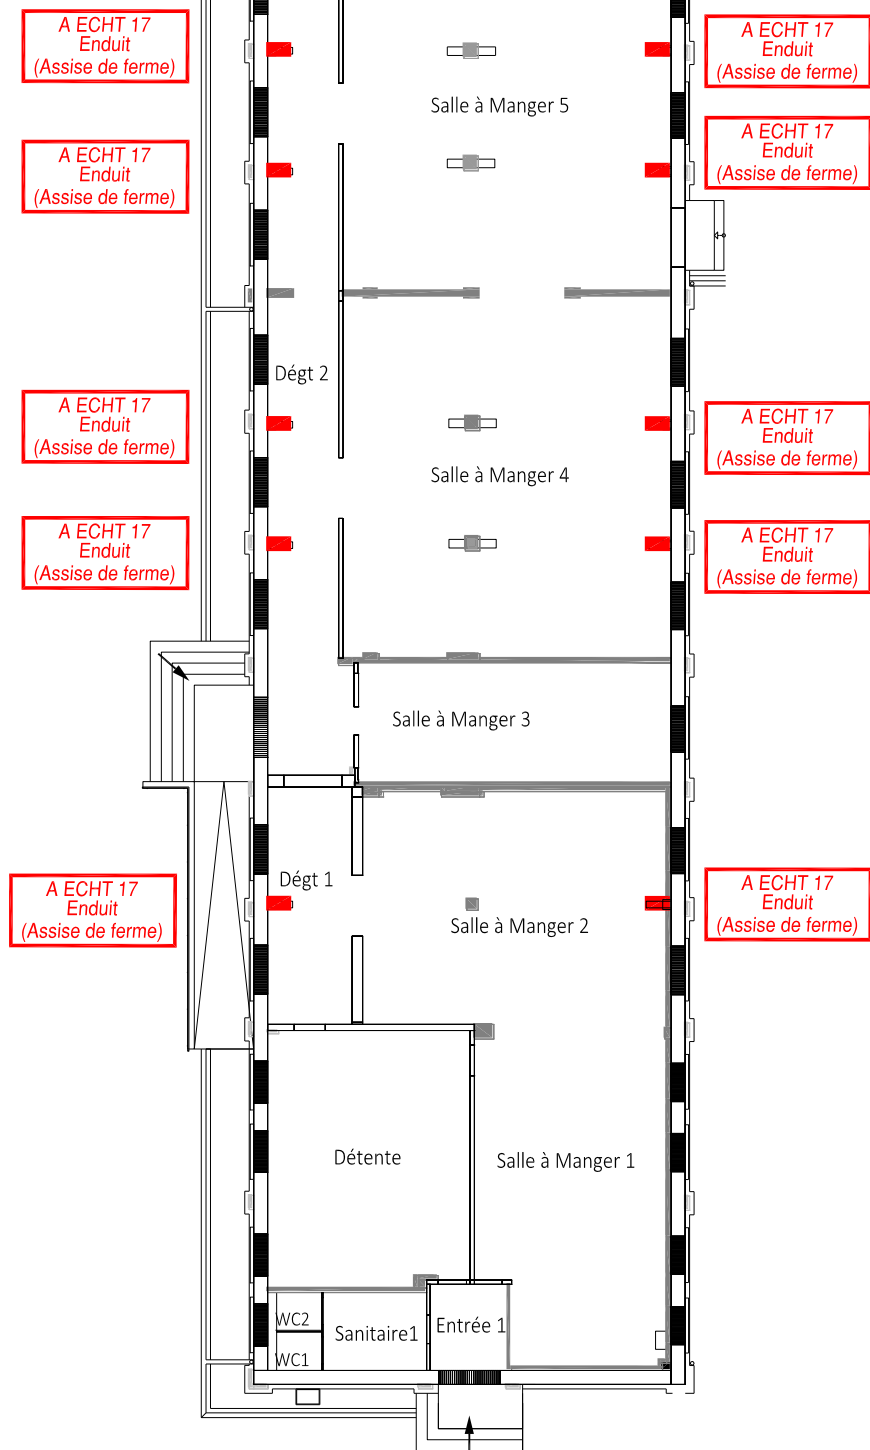 A ECHT 17
Enduit
(Assise de ferme)
A ECHT 17
Enduit
(Assise de ferme)
Salle à Manger 5
A ECHT 17
Enduit
(Assise de ferme)
A ECHT 17
Enduit
(Assise de ferme)
Dégt 2
A ECHT 17
Enduit
(Assise de ferme)
A ECHT 17
Enduit
(Assise de ferme)
Salle à Manger 4
A ECHT 17
Enduit
(Assise de ferme)
A ECHT 17
Enduit
(Assise de ferme)
Salle à Manger 3
A ECHT 17
Enduit
(Assise de ferme)
Dégt 1
A ECHT 17
Enduit
(Assise de ferme)
Salle à Manger 2
Détente
Salle à Manger 1
WC2
Sanitaire1
Entrée 1
WC1